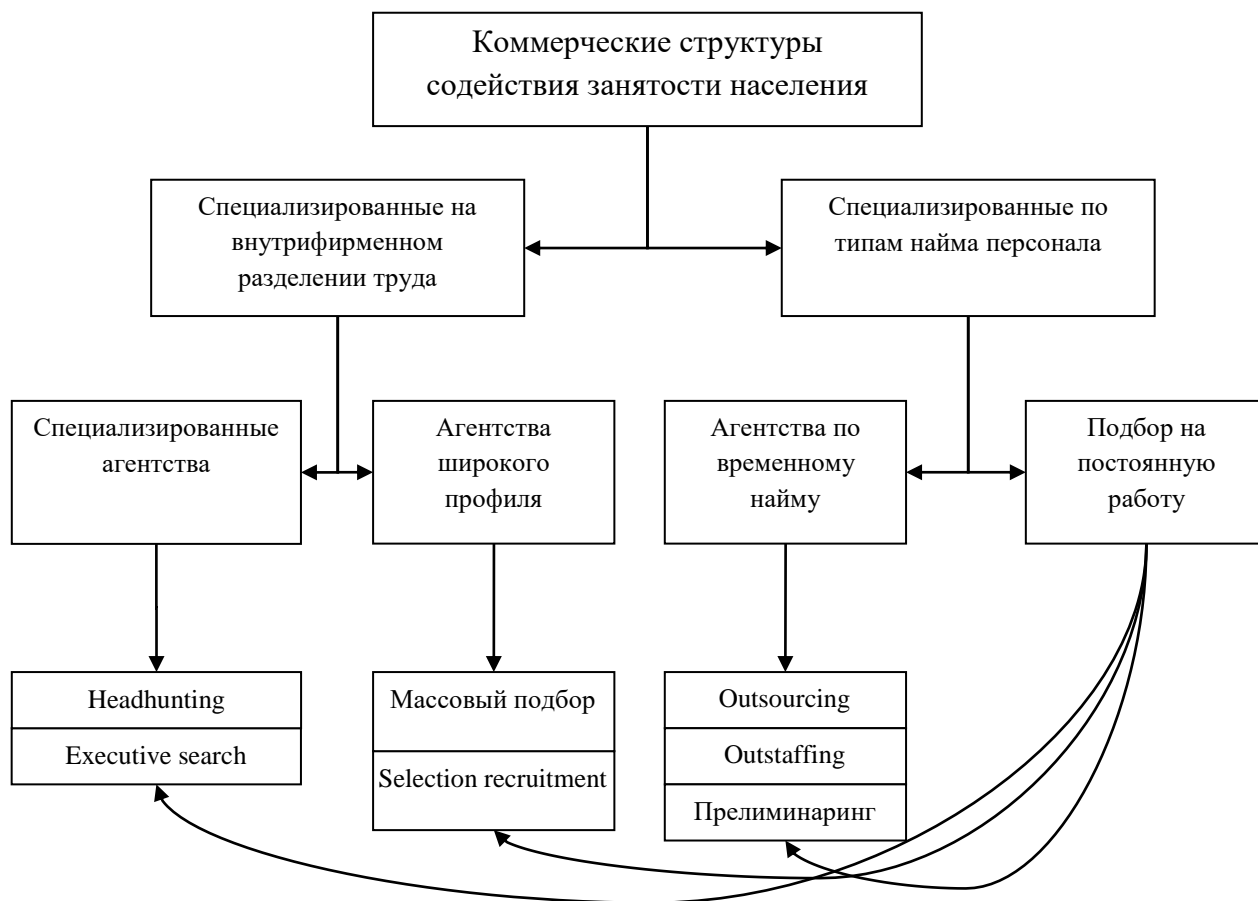 Коммерческие структуры
содействия занятости населения
Специализированные на
внутрифирменном
разделении труда
Специализированные по
типам найма персонала
Специализированные
агентства
Агентства
широкого
профиля
Агентства по
временному
найму
Подбор на
постоянную
работу
Headhunting
Executive search
Массовый подбор
Selection recruitment
Outsourcing
Outstaffing
Прелиминаринг